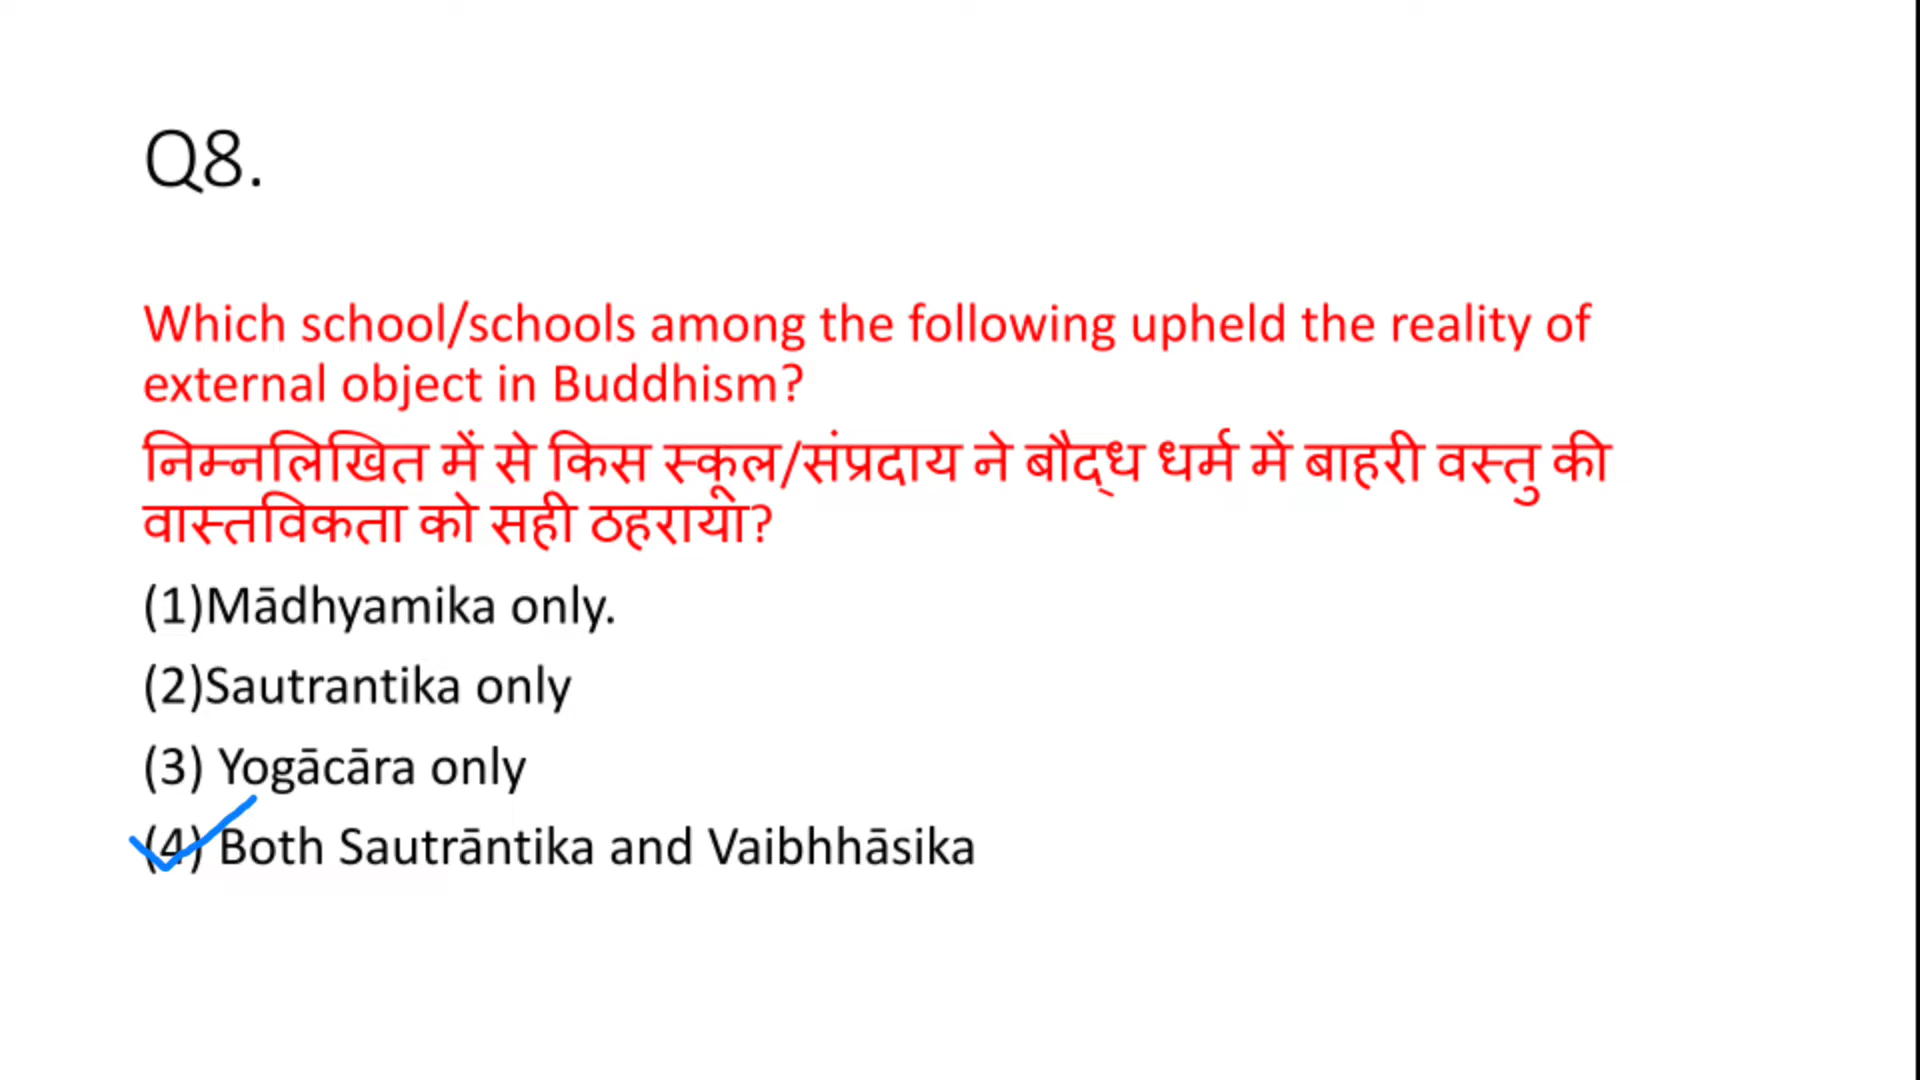 Q8.
Which school/schools among the following upheld the reality of
external object in Buddhism?
निम्नलिखित में से किस स्कूल/संप्रदाय ने बौद्ध धर्म में बाहरी वस्तु की
वास्तविकता को सही ठहराया?
(1)Mādhyamika only.
(2)Sautrantika only
(3) Yogācāra only
(4) Both Sautrāntika and Vaibhhāsika